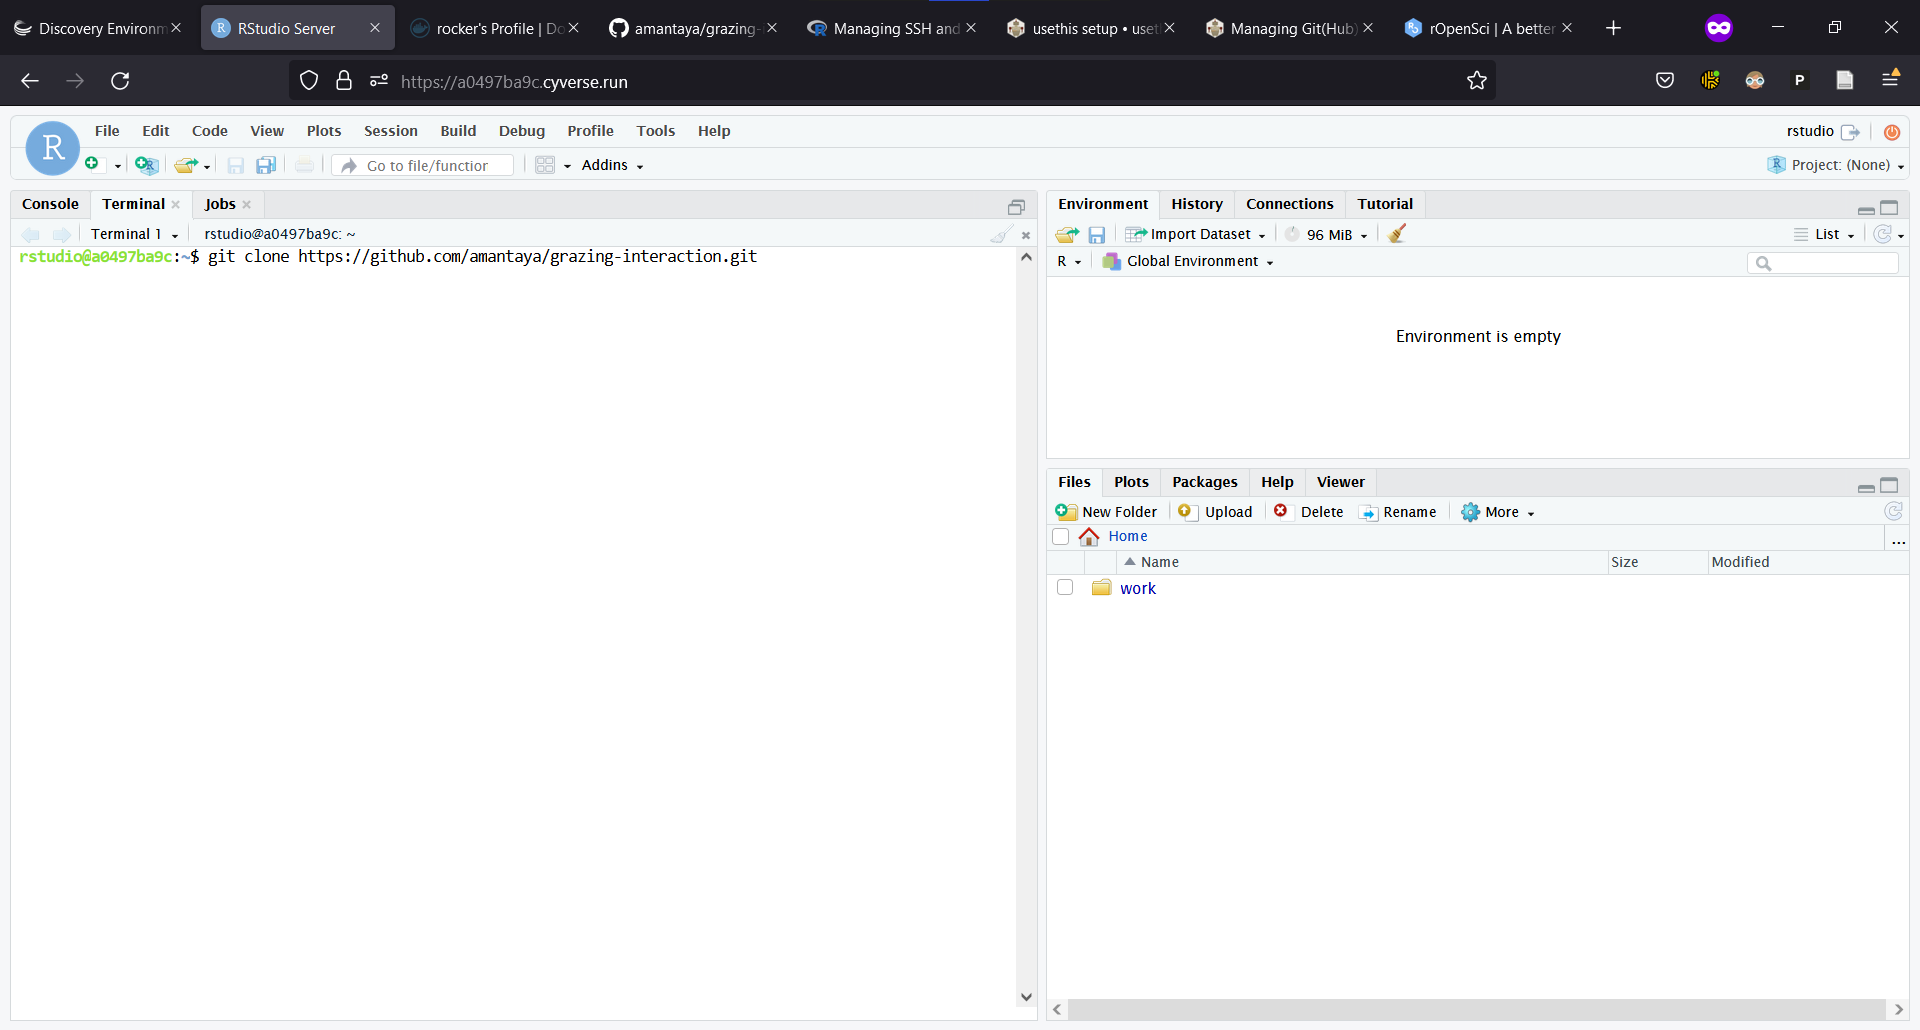 Discovery Environm
RStudio Server
rocker's Profile | Do
amantaya/grazing-i
Managing SSH and
usethis setup • uset
Managing Git(Hub)
rOpenSci | A better
https://a0497ba9c.cyverse.run
P
R
File Edit Code View Plots Session Build Debug Profile Tools Help
rstudio
Go to file/function
Addins
Project: (None)
Console Terminal Jobs
Terminal 1 rstudio@a0497ba9c: ~
rstudio@a0497ba9c:~$ git clone https://github.com/amantaya/grazing-interaction.git
Environment History Connections Tutorial
Import Dataset 96 MiB List
R Global Environment
Environment is empty
Files Plots Packages Help Viewer
New Folder Upload Delete Rename More
Home ...
Name Size Modified
work